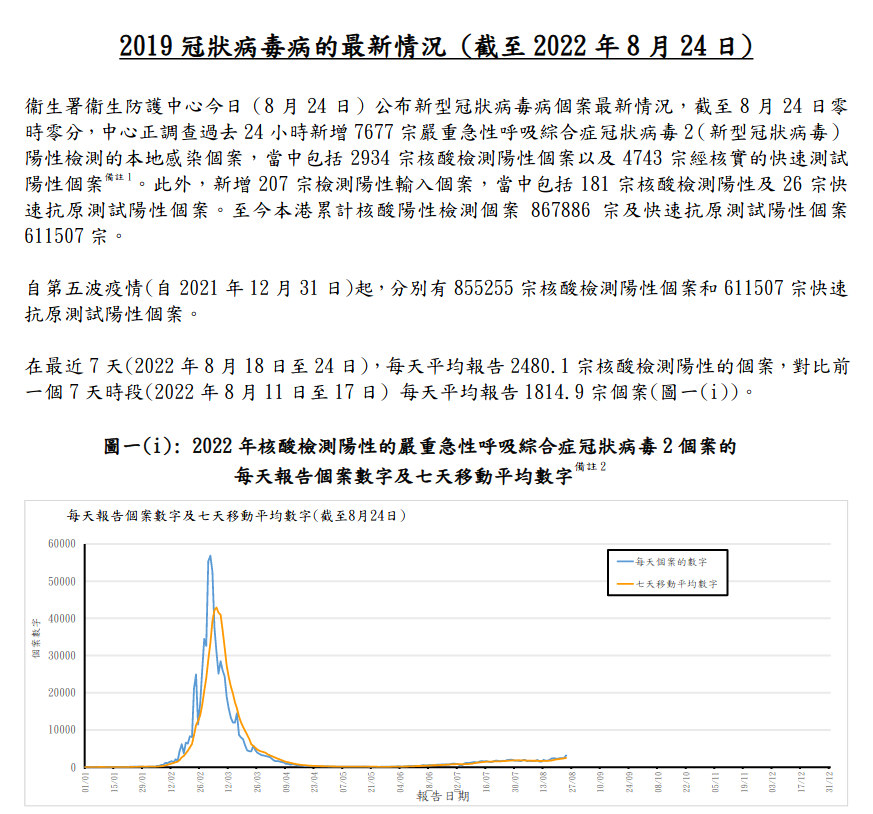 2019 冠狀病毒病的最新情況 (截至 2022 年 8 月 24 日)
衞生署衞生防護中心今日 (8 月 24 日) 公布新型冠狀病毒病個案最新情況，截至 8 月 24 日零
時零分，中心正調查過去 24 小時新增 7677 宗嚴重急性呼吸綜合症冠狀病毒 2(新型冠狀病毒)
陽性檢測的本地感染個案，當中包括 2934 宗核酸檢測陽性個案以及 4743 宗經核實的快速測試
陽性個案備註1。此外，新增 207 宗檢測陽性輸入個案，當中包括 181 宗核酸檢測陽性及 26 宗快
速抗原測試陽性個案。至今本港累計核酸陽性檢測個案 867886 宗及快速抗原測試陽性個案
611507 宗。
自第五波疫情(自 2021 年 12 月 31 日)起，分別有 855255 宗核酸檢測陽性個案和 611507 宗快速
抗原測試陽性個案。
在最近 7 天(2022 年 8 月 18 日至 24 日)，每天平均報告 2480.1 宗核酸檢測陽性的個案，對比前
一個 7 天時段(2022 年 8 月 11 日至 17 日) 每天平均報告 1814.9 宗個案(圖一(i))。
圖一(i): 2022 年核酸檢測陽性的嚴重急性呼吸綜合症冠狀病毒 2 個案的
每天報告個案數字及七天移動平均數字備註2
每天報告個案數字及七天移動平均數字(截至8月24日)
每天個案的數字
七天移動平均數字
個案數字
60000
50000
40000
30000
20000
10000
0
01/01 15/01 29/01 12/02 26/02 12/03 26/03 09/04 23/04 07/05 21/05 04/06 18/06 02/07 16/07 30/07 13/08 27/08 10/09 24/09 08/10 22/10 05/11 19/11 03/12 17/12 31/12
報告日期